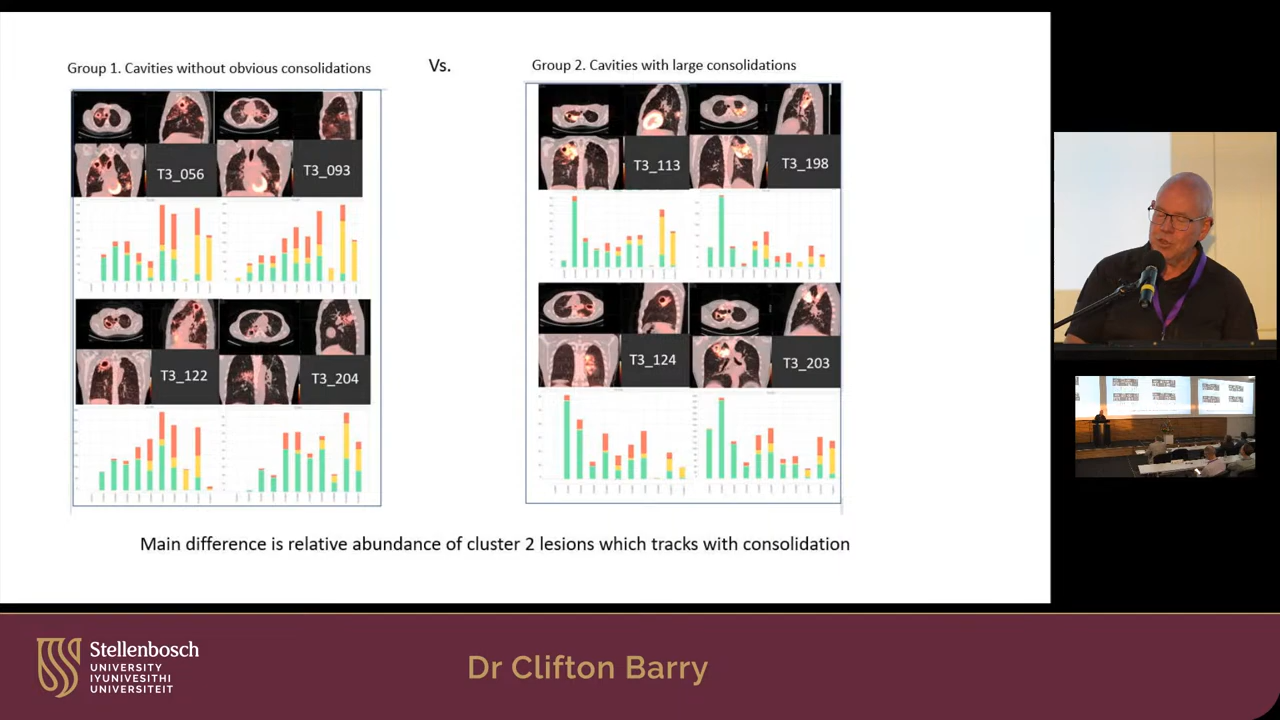 Group 1. Cavities without obvious consolidations
Vs.
Group 2. Cavities with large consolidations
T3_056
T3_093
T3_113
T3_198
T3_122
T3_204
T3_124
T3_203
Main difference is relative abundance of cluster 2 lesions which tracks with consolidation
Stellenbosch
UNIVERSITY
IYUNIVESITHI
UNIVERSITEIT
Dr Clifton Barry